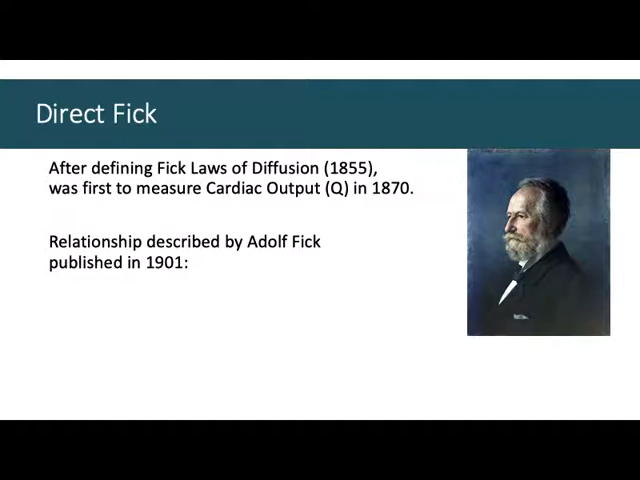 Direct Fick
After defining Fick Laws of Diffusion (1855),
was first to measure Cardiac Output (Q) in 1870.
Relationship described by Adolf Fick
published in 1901: